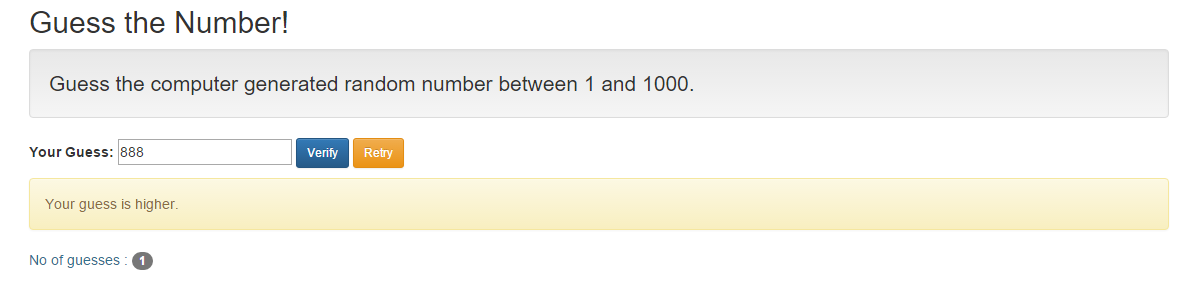 Guess the Number!
Guess the computer generated random number between 1 and 1000.
Your Guess: 888 Verify Retry
Your guess is higher.
No of guesses : 1